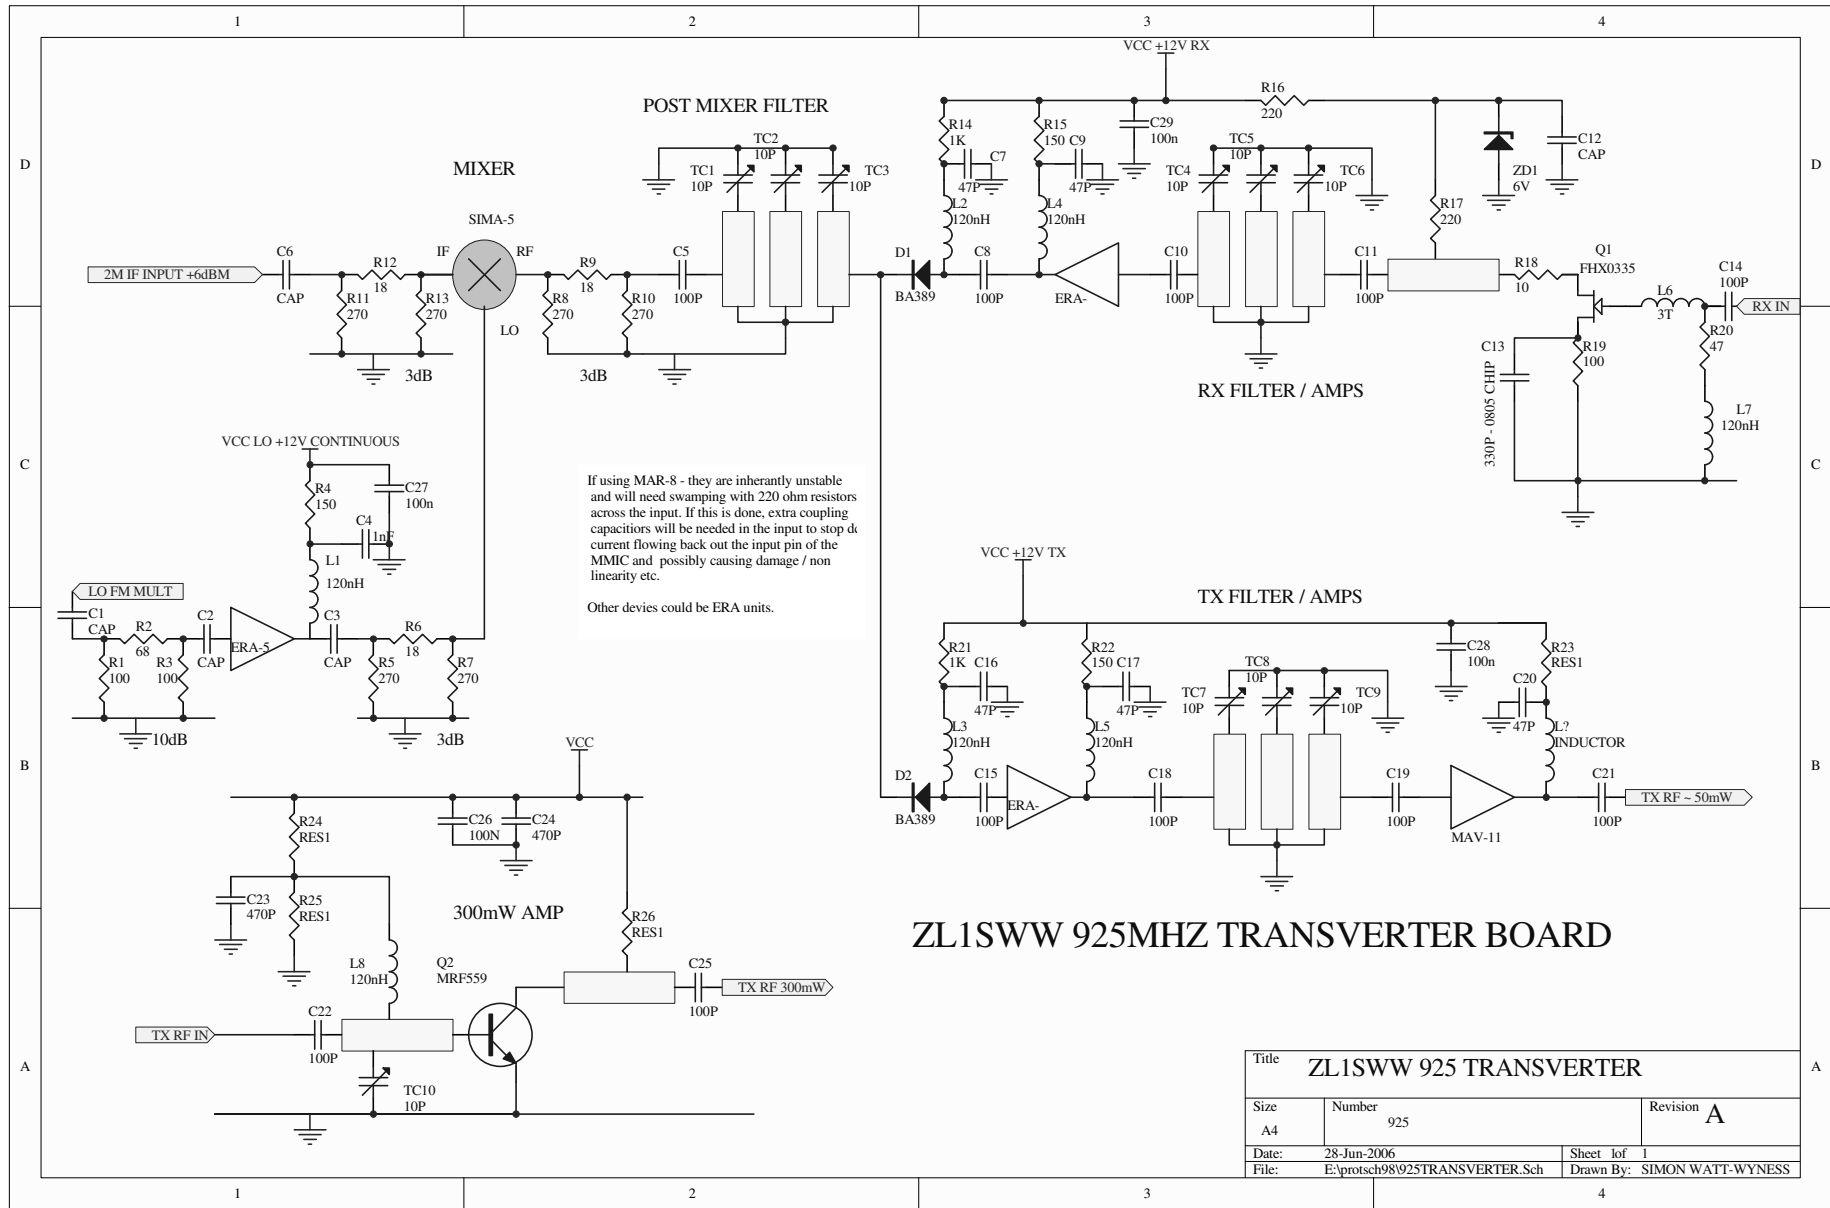 1
2
3
4
D
D
C
C
B
B
A
A
1
2
3
4
POST MIXER FILTER
MIXER
SIMA-5
IF
RF
LO
2M IF INPUT +6dBM
C6
CAP
R12
18
R11
270
R13
270
3dB
R9
18
R8
270
R10
270
3dB
C5
100P
TC1
10P
TC2
10P
TC3
10P
VCC +12V RX
R14
1K
C7
47P
L2
120nH
D1
BA389
C8
100P
R15
150
C9
47P
L4
120nH
C29
100n
ERA-
C10
100P
TC4
10P
TC5
10P
TC6
10P
C11
100P
R16
220
R17
220
ZD1
6V
C12
CAP
R18
10
Q1
FHX0335
L6
3T
C14
100P
RX IN
R20
47
C13
330P - 0805 CHIP
R19
100
L7
120nH
RX FILTER / AMPS
VCC LO +12V CONTINUOUS
R4
150
C27
100n
C4
1nF
L1
120nH
LO FM MULT
C1
CAP
R2
68
R1
100
R3
100
C2
CAP
ERA-5
C3
CAP
R6
18
R5
270
R7
270
10dB
3dB
If using MAR-8 - they are inherantly unstable
and will need swamping with 220 ohm resistors
across the input. If this is done, extra coupling
capacitiors will be needed in the input to stop dc
current flowing back out the input pin of the
MMIC and possibly causing damage / non
linearity etc.
Other devies could be ERA units.
VCC +12V TX
TX FILTER / AMPS
R21
1K
C16
47P
L3
120nH
D2
BA389
C15
100P
ERA-
R22
150
C17
47P
L5
120nH
C18
100P
TC7
10P
TC8
10P
TC9
10P
C19
100P
C28
100n
R23
RES1
C20
47P
L?
INDUCTOR
MAV-11
C21
100P
TX RF ~ 50mW
VCC
R24
RES1
C26
100N
C24
470P
C23
470P
R25
RES1
300mW AMP
R26
RES1
L8
120nH
Q2
MRF559
C25
100P
TX RF 300mW
TX RF IN
C22
100P
TC10
10P
ZL1SWW 925MHZ TRANSVERTER BOARD
Title
ZL1SWW 925 TRANSVERTER
Size
A4
Number
925
Revision
A
Date:
28-Jun-2006
Sheet 1of 1
File:
E:\protsch98\925TRANSVERTER.Sch
Drawn By:
SIMON WATT-WYNESS